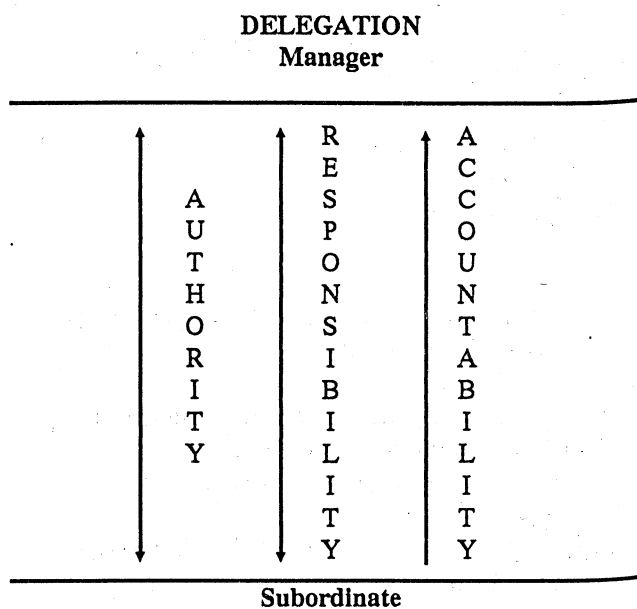 DELEGATION
Manager
AUTHORITY
RESPONSIBILITY
ACCOUNTABILITY
Subordinate